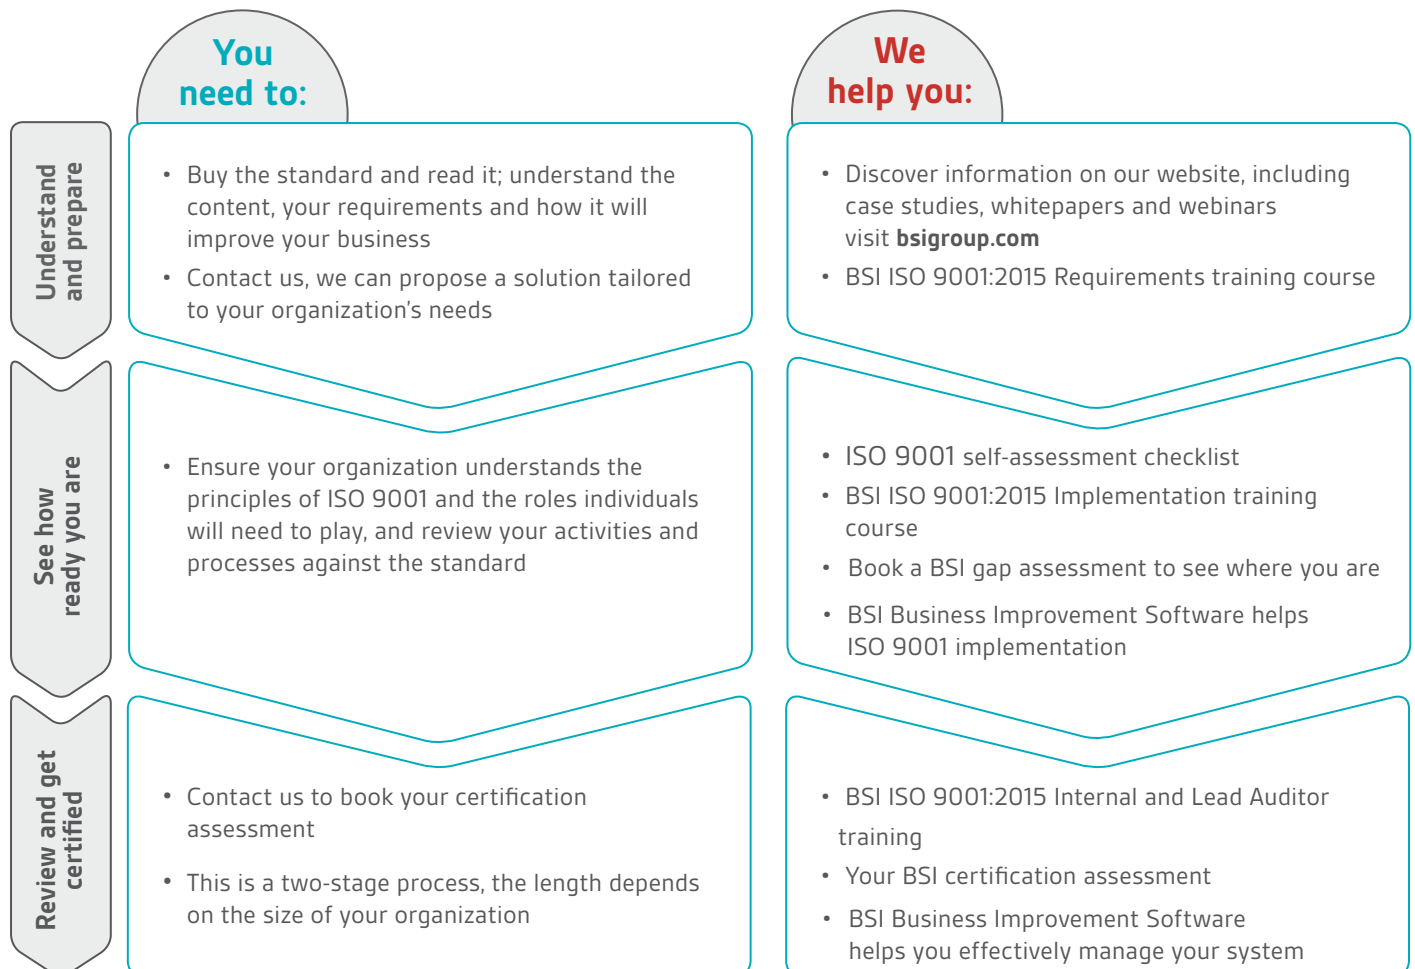 You
need to:
We
help you:
Understand
and prepare
• Buy the standard and read it; understand the
content, your requirements and how it will
improve your business
• Contact us, we can propose a solution tailored
to your organization's needs
• Discover information on our website, including
case studies, whitepapers and webinars
visit bsigroup.com
• BSI ISO 9001:2015 Requirements training course
See how
ready you are
• Ensure your organization understands the
principles of ISO 9001 and the roles individuals
will need to play, and review your activities and
processes against the standard
• ISO 9001 self-assessment checklist
• BSI ISO 9001:2015 Implementation training
course
• Book a BSI gap assessment to see where you are
• BSI Business Improvement Software helps
ISO 9001 implementation
Review and get
certified
• Contact us to book your certification
assessment
• This is a two-stage process, the length depends
on the size of your organization
• BSI ISO 9001:2015 Internal and Lead Auditor
training
• Your BSI certification assessment
• BSI Business Improvement Software
helps you effectively manage your system